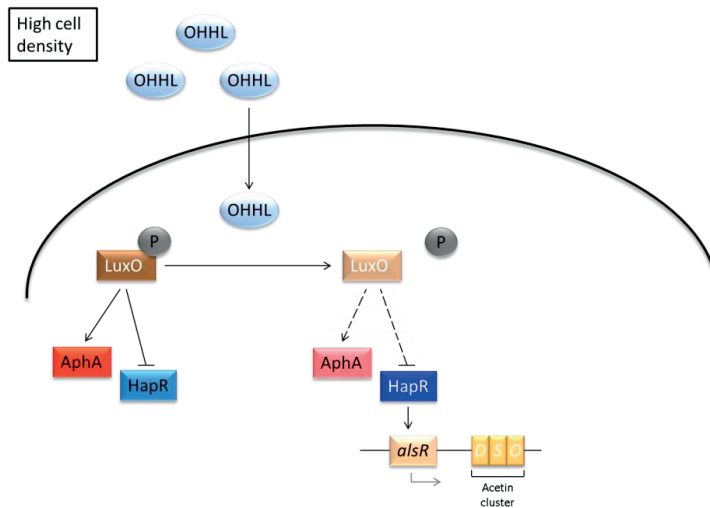 High cell
density
OHHL
OHHL
OHHL
OHHL
P
LuxO
P
LuxO
AphA
HapR
AphA
HapR
alsR
D S O
Acetin
cluster